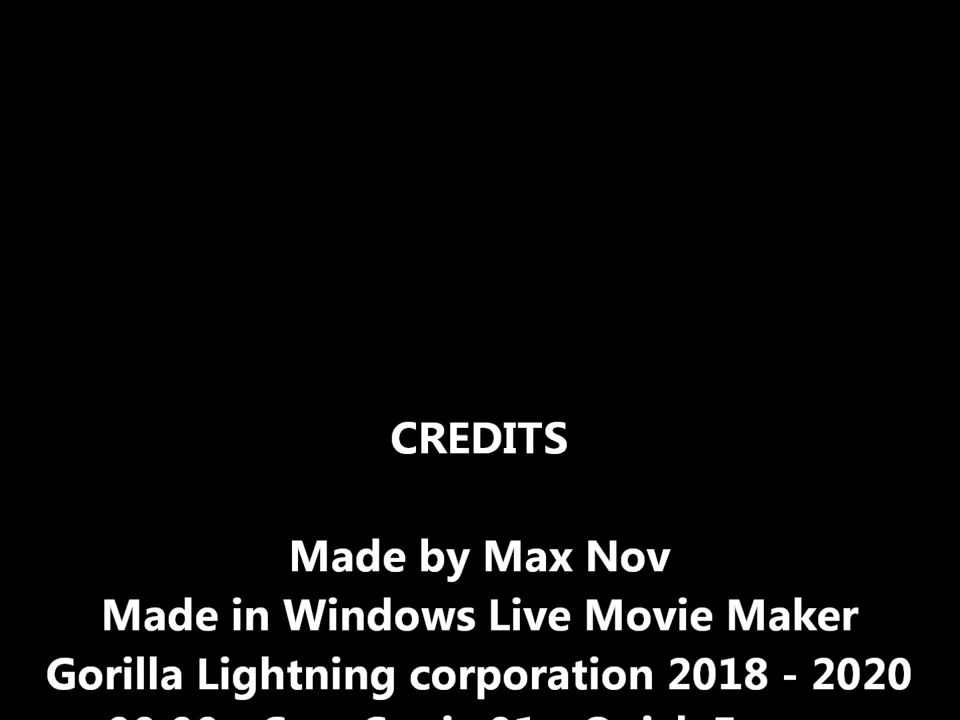 CREDITS
Made by Max Nov
Made in Windows Live Movie Maker
Gorilla Lightning corporation 2018 - 2020